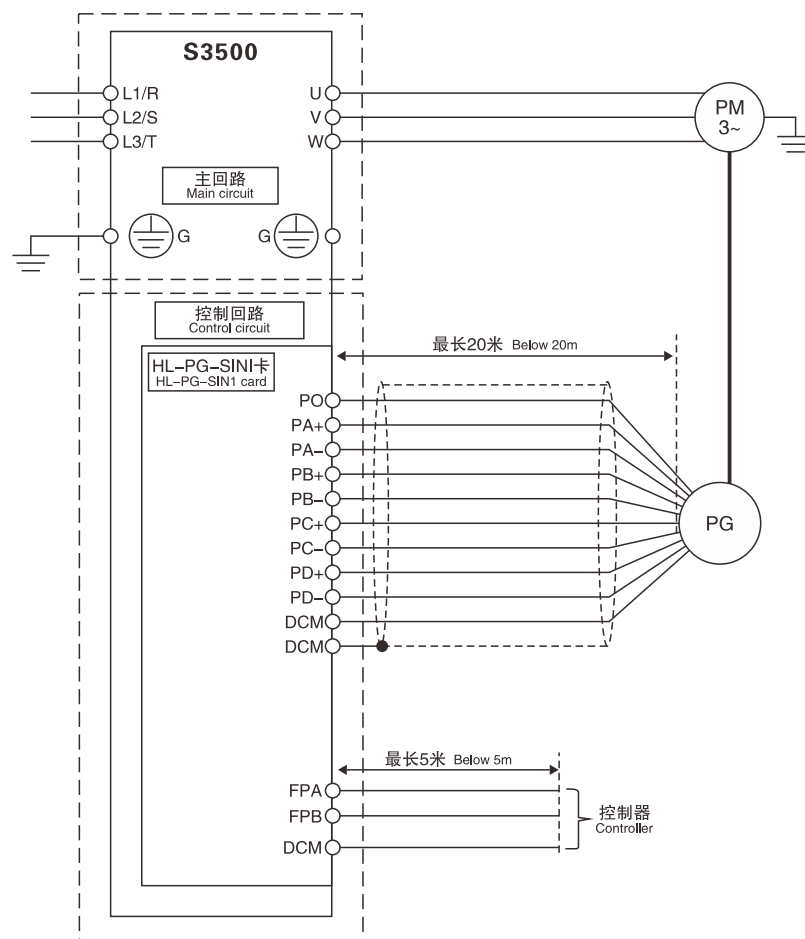 S3500
L1/R
U
L2/S
V
L3/T
W
PM
3~
主回路
Main circuit
G
G
控制回路
Control circuit
最长20米 Below 20m
HL-PG-SINI卡
HL-PG-SIN1 card
PO
PA+
PA-
PB+
PB-
PC+
PC-
PD+
PD-
DCM
DCM
PG
最长5米 Below 5m
FPA
FPB
DCM
控制器
Controller